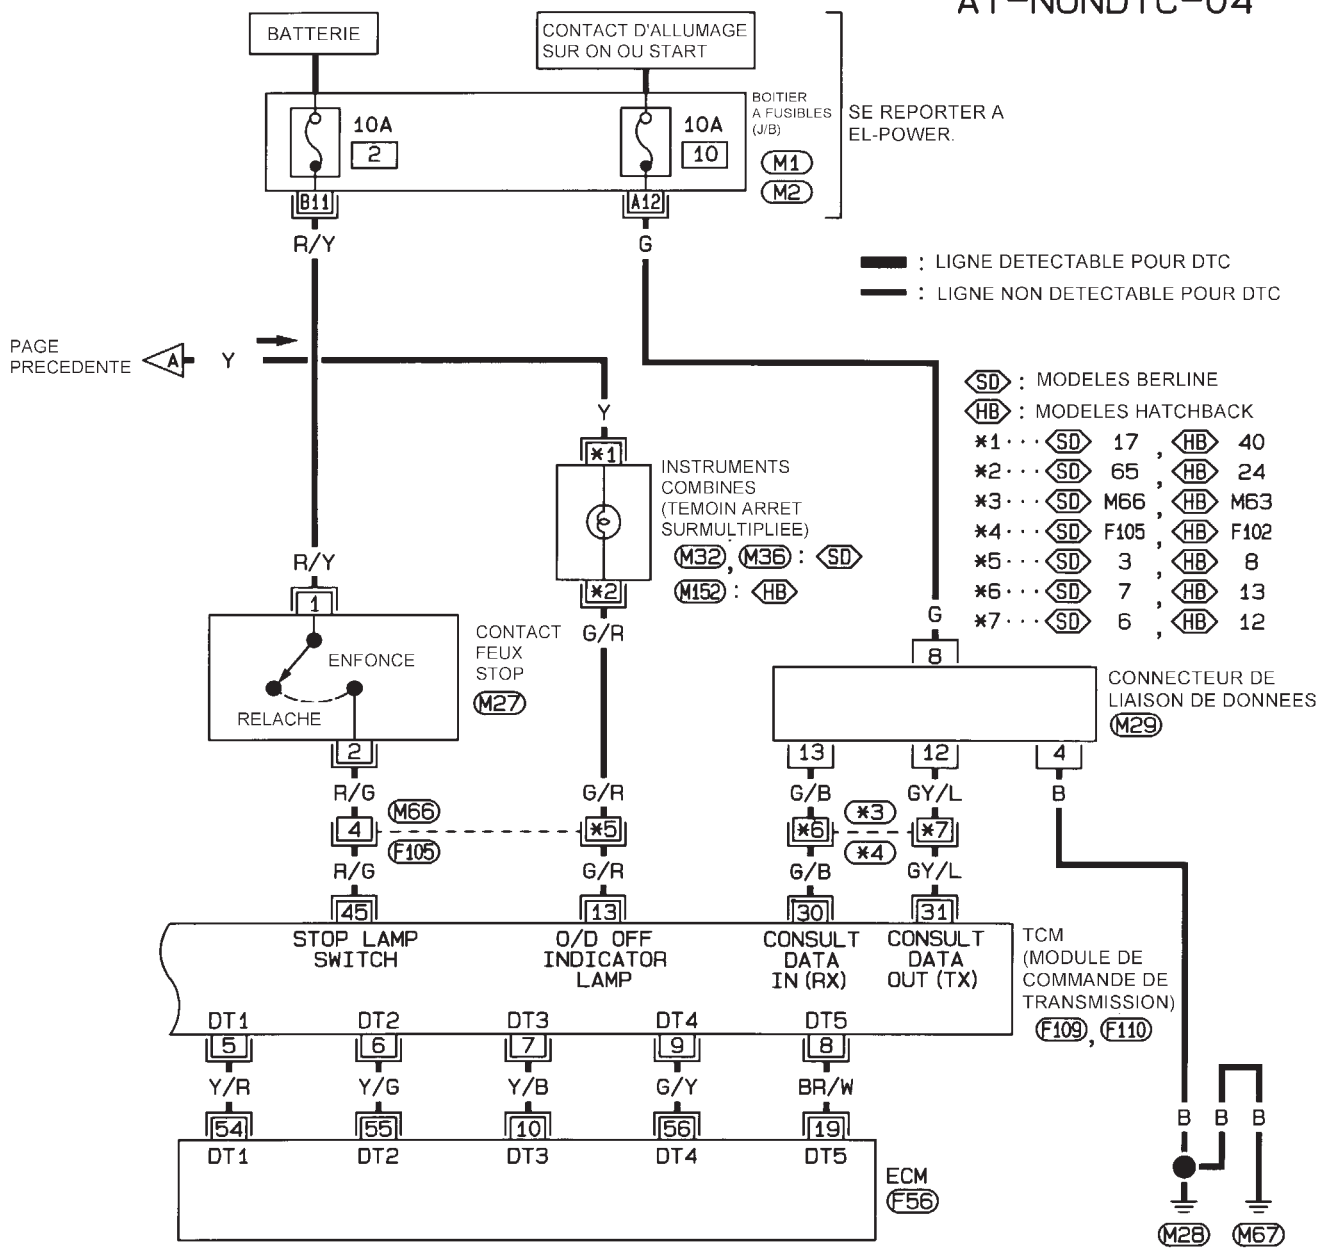 AT-NONDTC-04
BATTERIE
CONTACT D'ALLUMAGE
SUR ON OU START
BOITIER
A FUSIBLES
(J/B)
SE REPORTER A
EL-POWER.
10A
2
10A
10
M1
M2
B11
A12
R/Y
G
: LIGNE DETECTABLE POUR DTC
: LIGNE NON DETECTABLE POUR DTC
PAGE
PRECEDENTE
A
Y
SD : MODELES BERLINE
HB : MODELES HATCHBACK
*1 ··· SD 17 , HB 40
*2 ··· SD 65 , HB 24
*3 ··· SD M66 , HB M63
*4 ··· SD F105 , HB F102
*5 ··· SD 3 , HB 8
*6 ··· SD 7 , HB 13
*7 ··· SD 6 , HB 12
Y
*1
INSTRUMENTS
COMBINES
(TEMOIN ARRET
SURMULTIPLIEE)
M32 , M36 : SD
M152 : HB
*2
G/R
R/Y
1
ENFONCE
RELACHE
CONTACT
FEUX
STOP
M27
2
G
8
CONNECTEUR DE
LIAISON DE DONNEES
M29
13
12
4
R/G
G/R
G/B
GY/L
B
4
M66
F105
*5
*6
*3
*4
*7
R/G
G/R
G/B
GY/L
45
13
30
31
STOP LAMP
SWITCH
O/D OFF
INDICATOR
LAMP
CONSULT
DATA
IN (RX)
CONSULT
DATA
OUT (TX)
TCM
(MODULE DE
COMMANDE DE
TRANSMISSION)
F109 , F110
DT1
DT2
DT3
DT4
DT5
5
6
7
9
8
Y/R
Y/G
Y/B
G/Y
BR/W
54
55
10
56
19
DT1
DT2
DT3
DT4
DT5
ECM
F56
B
B
B
M28
M67